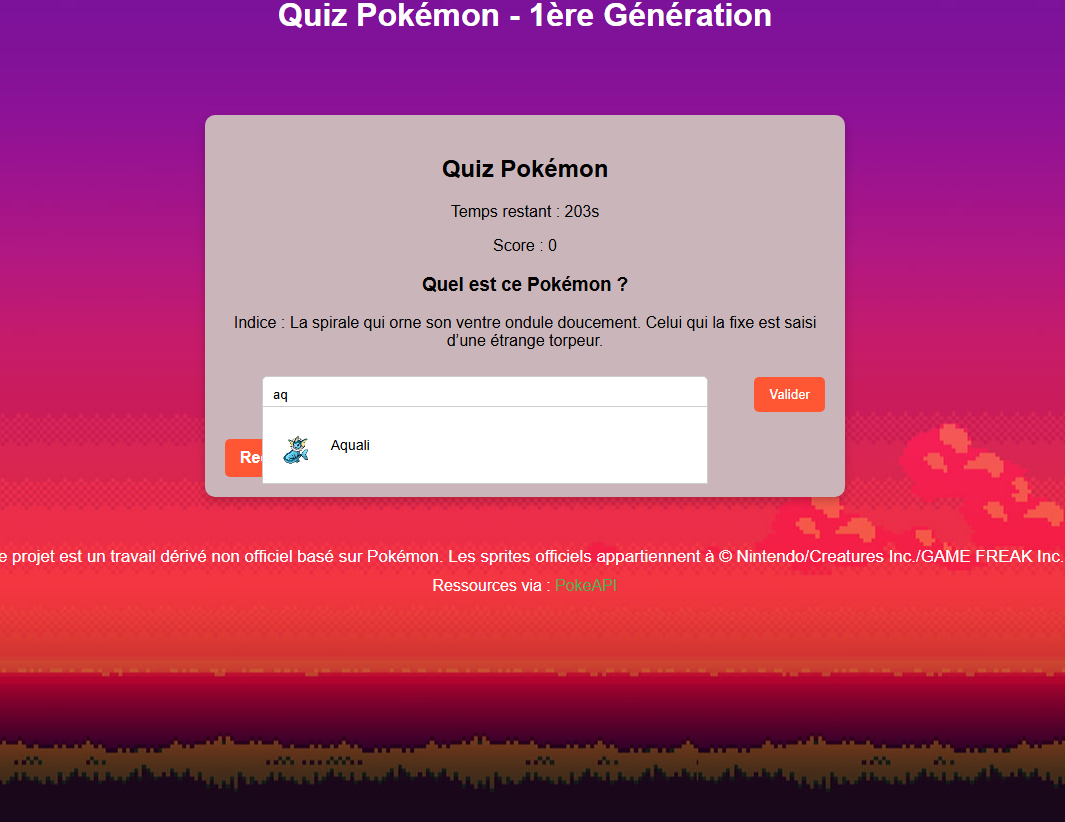 Quiz Pokémon - 1ère Génération
Quiz Pokémon
Temps restant : 203s
Score : 0
Quel est ce Pokémon ?
Indice : La spirale qui orne son ventre ondule doucement. Celui qui la fixe est saisi
d’une étrange torpeur.
aq
Valider
Aquali
e projet est un travail dérivé non officiel basé sur Pokémon. Les sprites officiels appartiennent à © Nintendo/Creatures Inc./GAME FREAK Inc.
Ressources via : PokeAPI